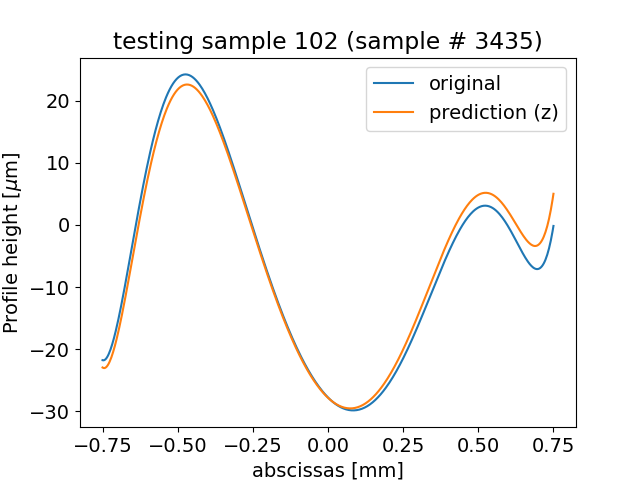 testing sample 102 (sample # 3435)
original
prediction (z)
Profile height [μm]
20
10
0
−10
−20
−30
−0.75 −0.50 −0.25 0.00 0.25 0.50 0.75
abscissas [mm]